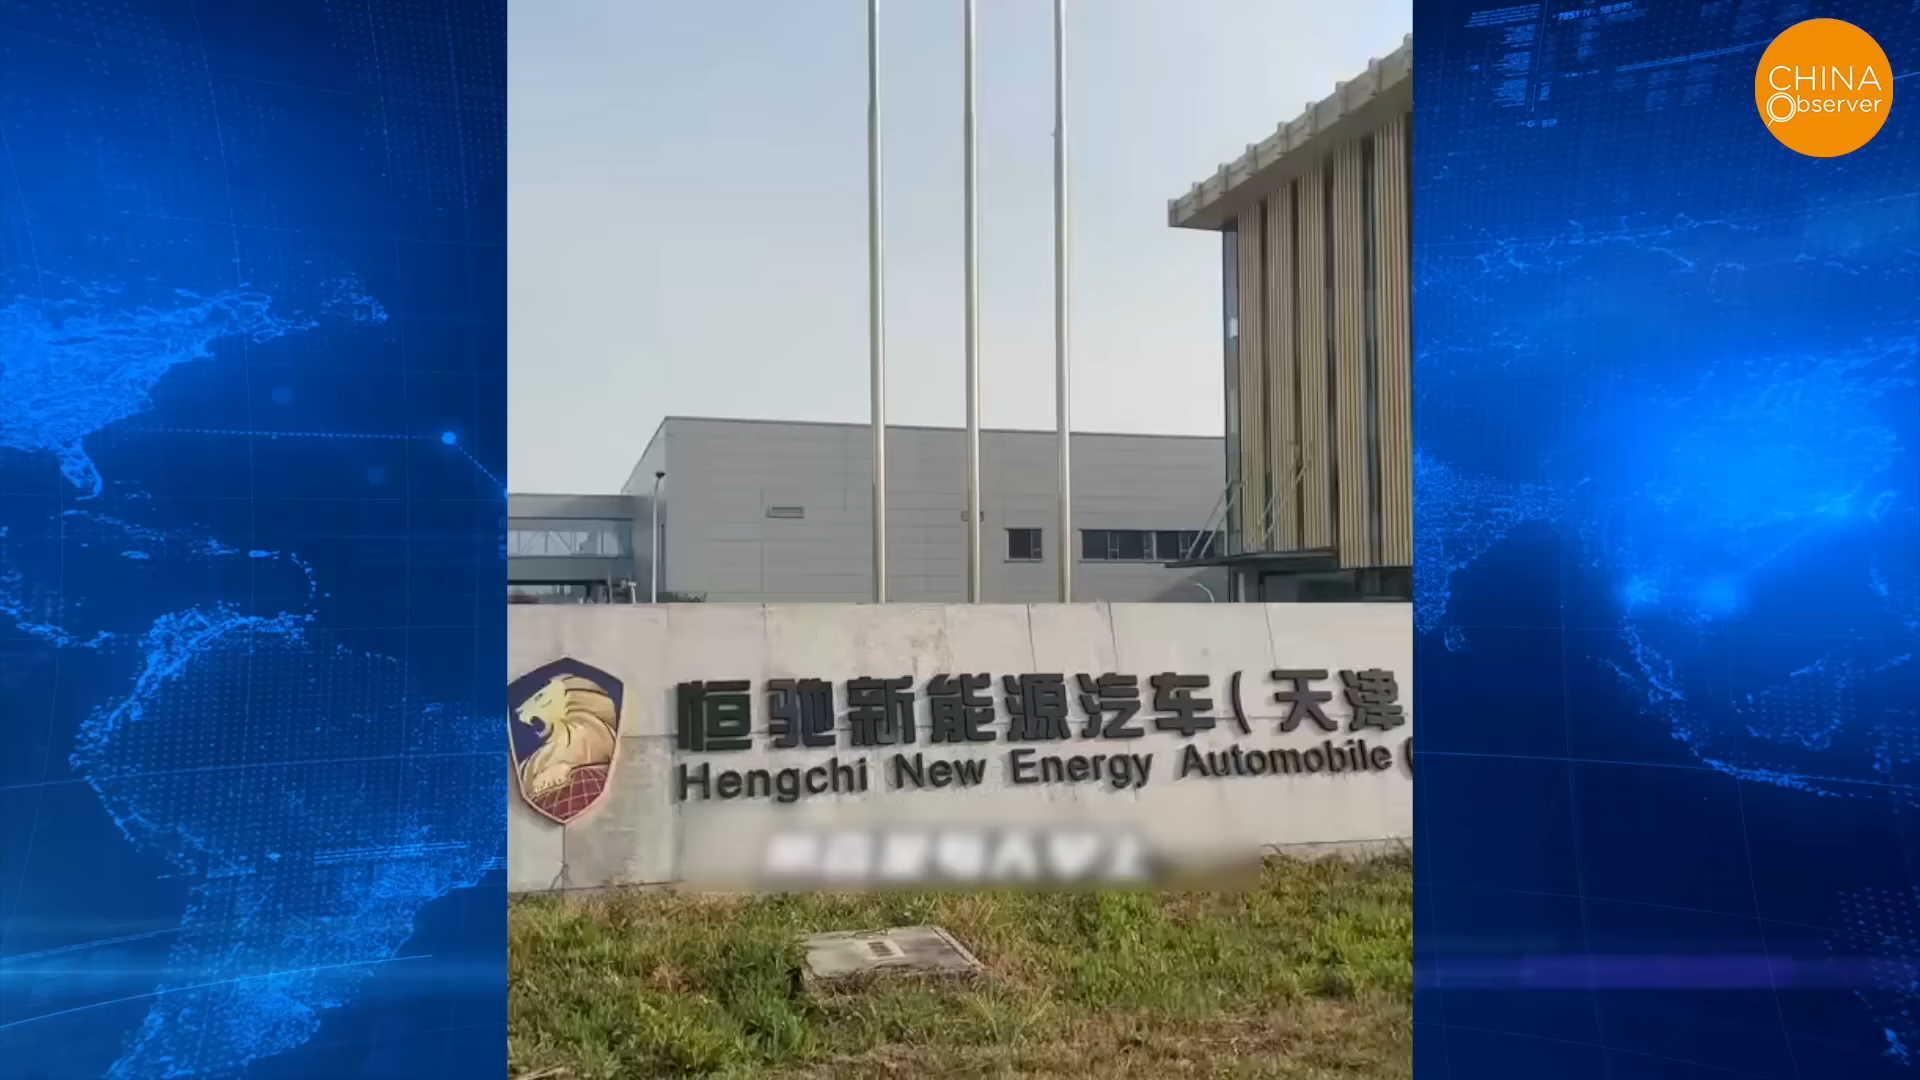 CHINA
Observer
恒驰新能源汽车(天津
Hengchi New Energy Automobile (